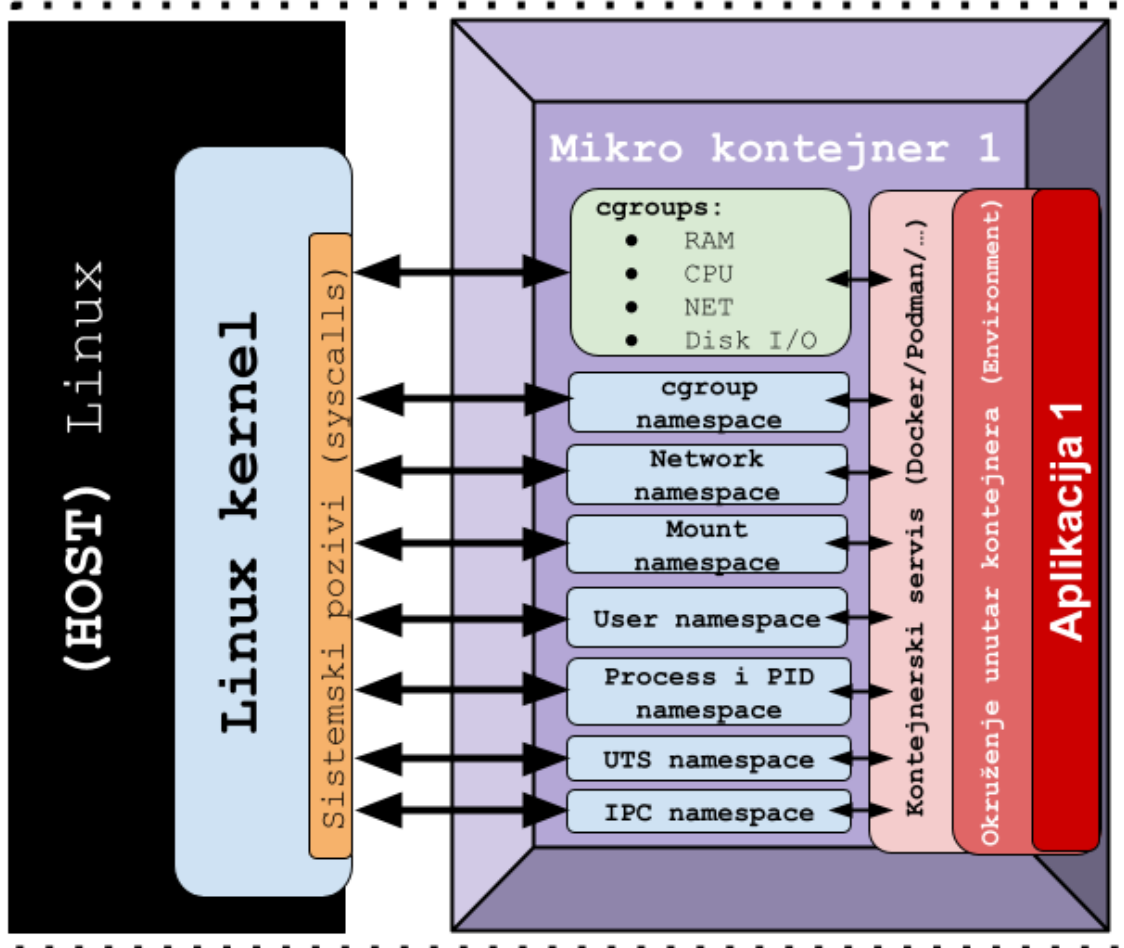 (HOST) Linux
Linux kernel
Sistemski pozivi (syscalls)
Mikro kontejner 1
cgroups:
● RAM
● CPU
● NET
● Disk I/O
cgroup
namespace
Network
namespace
Mount
namespace
User namespace
Process i PID
namespace
UTS namespace
IPC namespace
Kontejnerski servis (Docker/Podman/…)
Okruženje unutar kontejnera (Environment)
Aplikacija 1